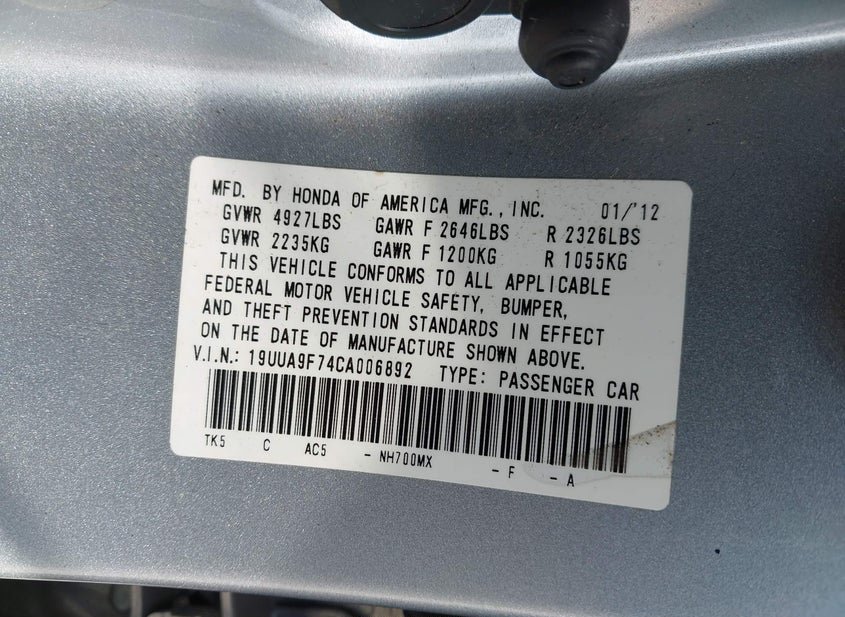 MFD. BY HONDA OF AMERICA MFG., INC. 01/'12
GVWR 4927LBS GAWR F 2646LBS R 2326LBS
GVWR 2235KG GAWR F 1200KG R 1055KG
THIS VEHICLE CONFORMS TO ALL APPLICABLE
FEDERAL MOTOR VEHICLE SAFETY, BUMPER,
AND THEFT PREVENTION STANDARDS IN EFFECT
ON THE DATE OF MANUFACTURE SHOWN ABOVE.
V.I.N.: 19UUA9F74CA006892 TYPE: PASSENGER CAR
TK5 C AC5 - NH700MX - F - A